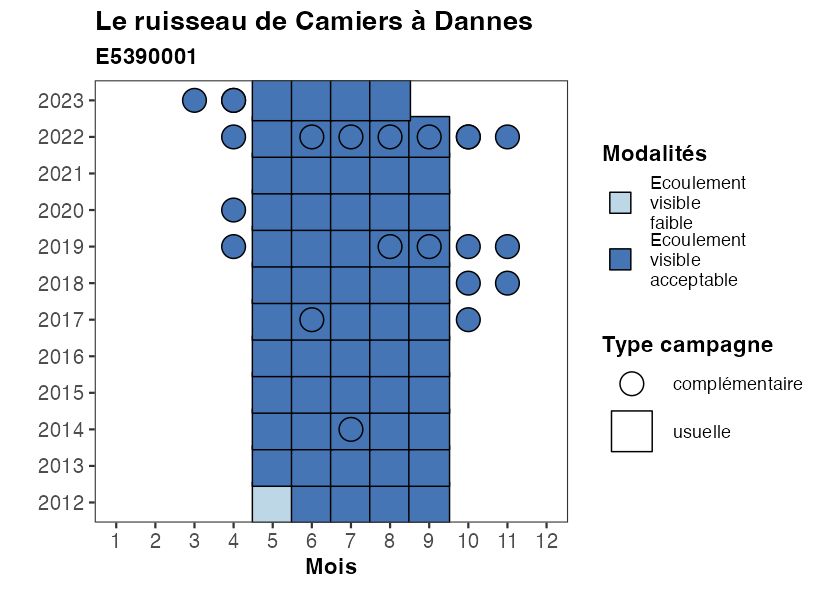 Le ruisseau de Camiers à Dannes
E5390001
2023
2022
2021
2020
2019
2018
2017
2016
2015
2014
2013
2012
1 2 3 4 5 6 7 8 9 10 11 12
Mois
Modalités
Ecoulement
visible
faible
Ecoulement
visible
acceptable
Type campagne
complémentaire
usuelle